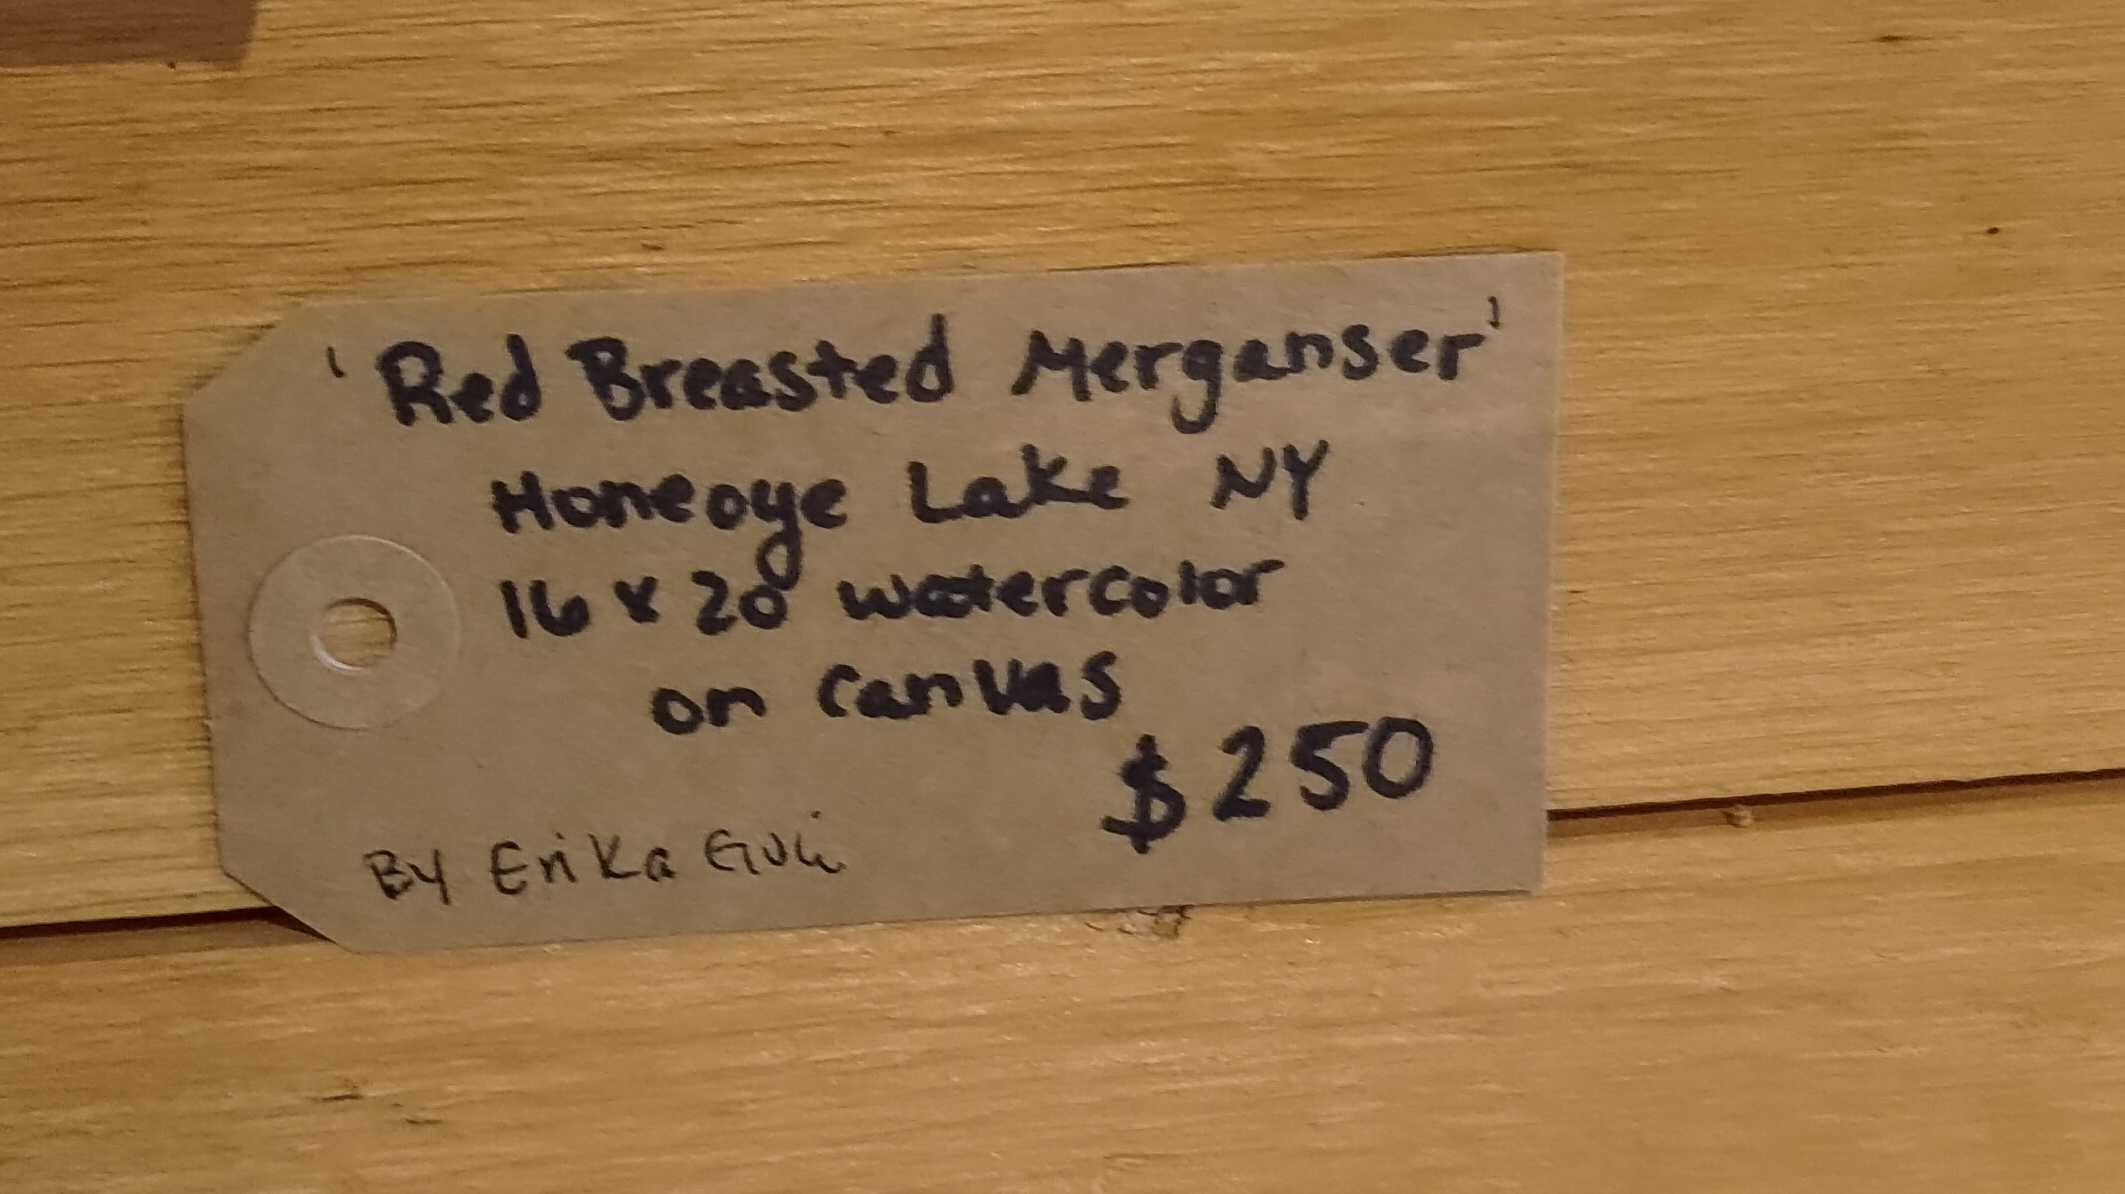 'Red Breasted Merganser'
Honeoye Lake NY
16 x 20 watercolor
on canvas
$250
By Erika